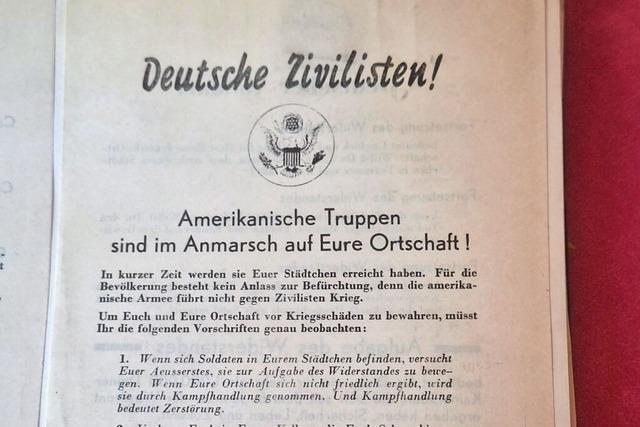 Deutsche Zivilisten!
Amerikanische Truppen
sind im Anmarsch auf Eure Ortschaft !
In kurzer Zeit werden sie Euer Städtchen erreicht haben. Für die
Bevölkerung besteht kein Anlass zur Befürchtung, denn die amerika-
nische Armee führt nicht gegen Zivilisten Krieg.
Um Euch und Eure Ortschaft vor Kriegsschäden zu bewahren, müsst
Ihr die folgenden Vorschriften genau beobachten:
1. Wenn sich Soldaten in Eurem Städtchen befinden, versucht
Euer Aeusserstes, sie zur Aufgabe des Widerstandes zu bewe-
gen. Wenn Eure Ortschaft sich nicht friedlich ergibt, wird
sie durch Kampfhandlung genommen. Und Kampfhandlung
bedeutet Zerstörung.